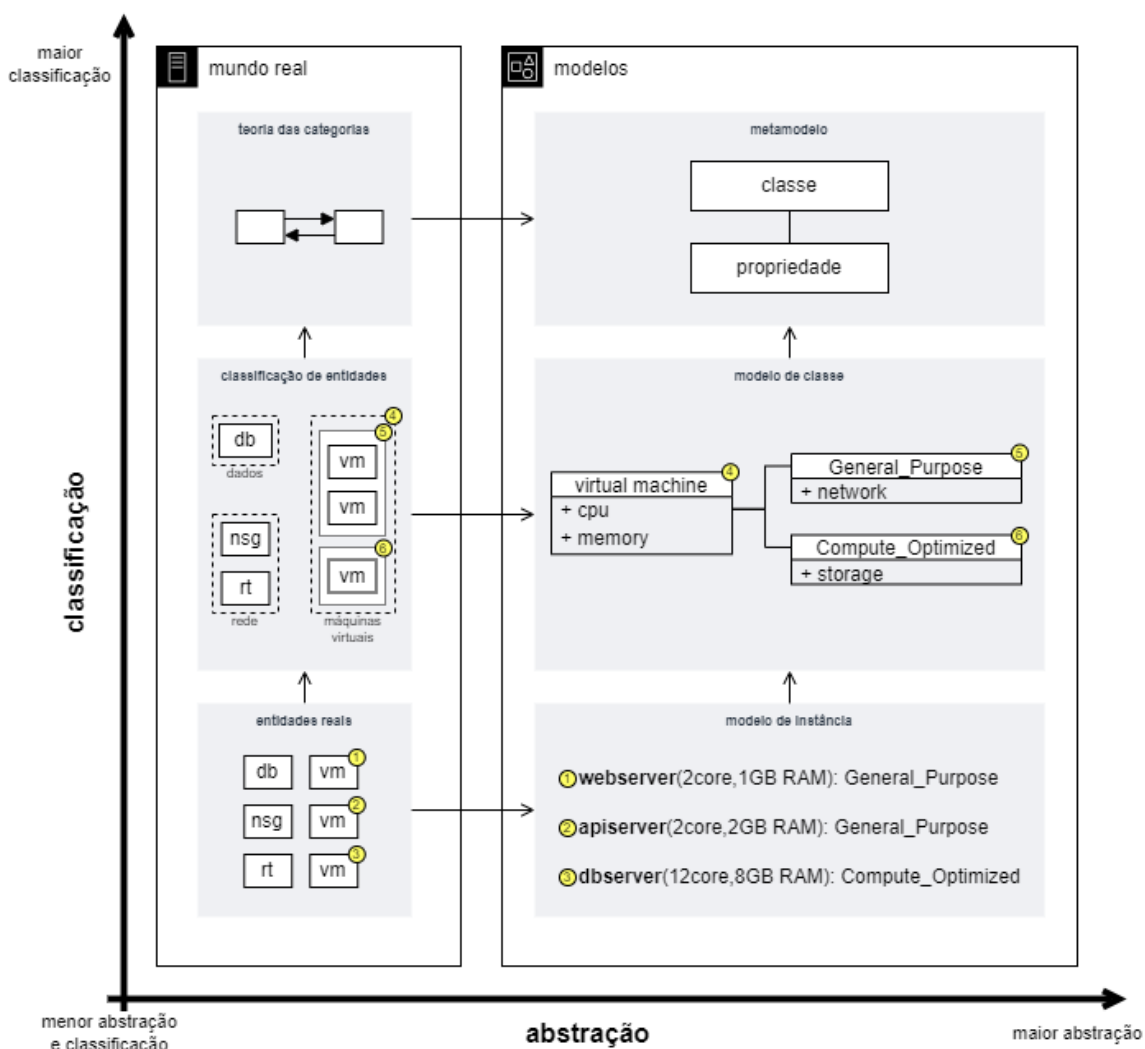 maior
classificação
mundo real
modelos
teoria das categorias
metamodelo
classe
propriedade
classificação de entidades
modelo de classe
db
dados
4
5
vm
vm
nsg
rt
rede
6
vm
máquinas
virtuais
virtual machine
4
+ cpu
+ memory
General_Purpose
5
+ network
Compute_Optimized
6
+ storage
classificação
entidades reais
modelo de instância
db
vm
1
nsg
vm
2
rt
vm
3
1 webserver(2core,1GB RAM): General_Purpose
2 apiserver(2core,2GB RAM): General_Purpose
3 dbserver(12core,8GB RAM): Compute_Optimized
menor abstração
e classificação
abstração
maior abstração